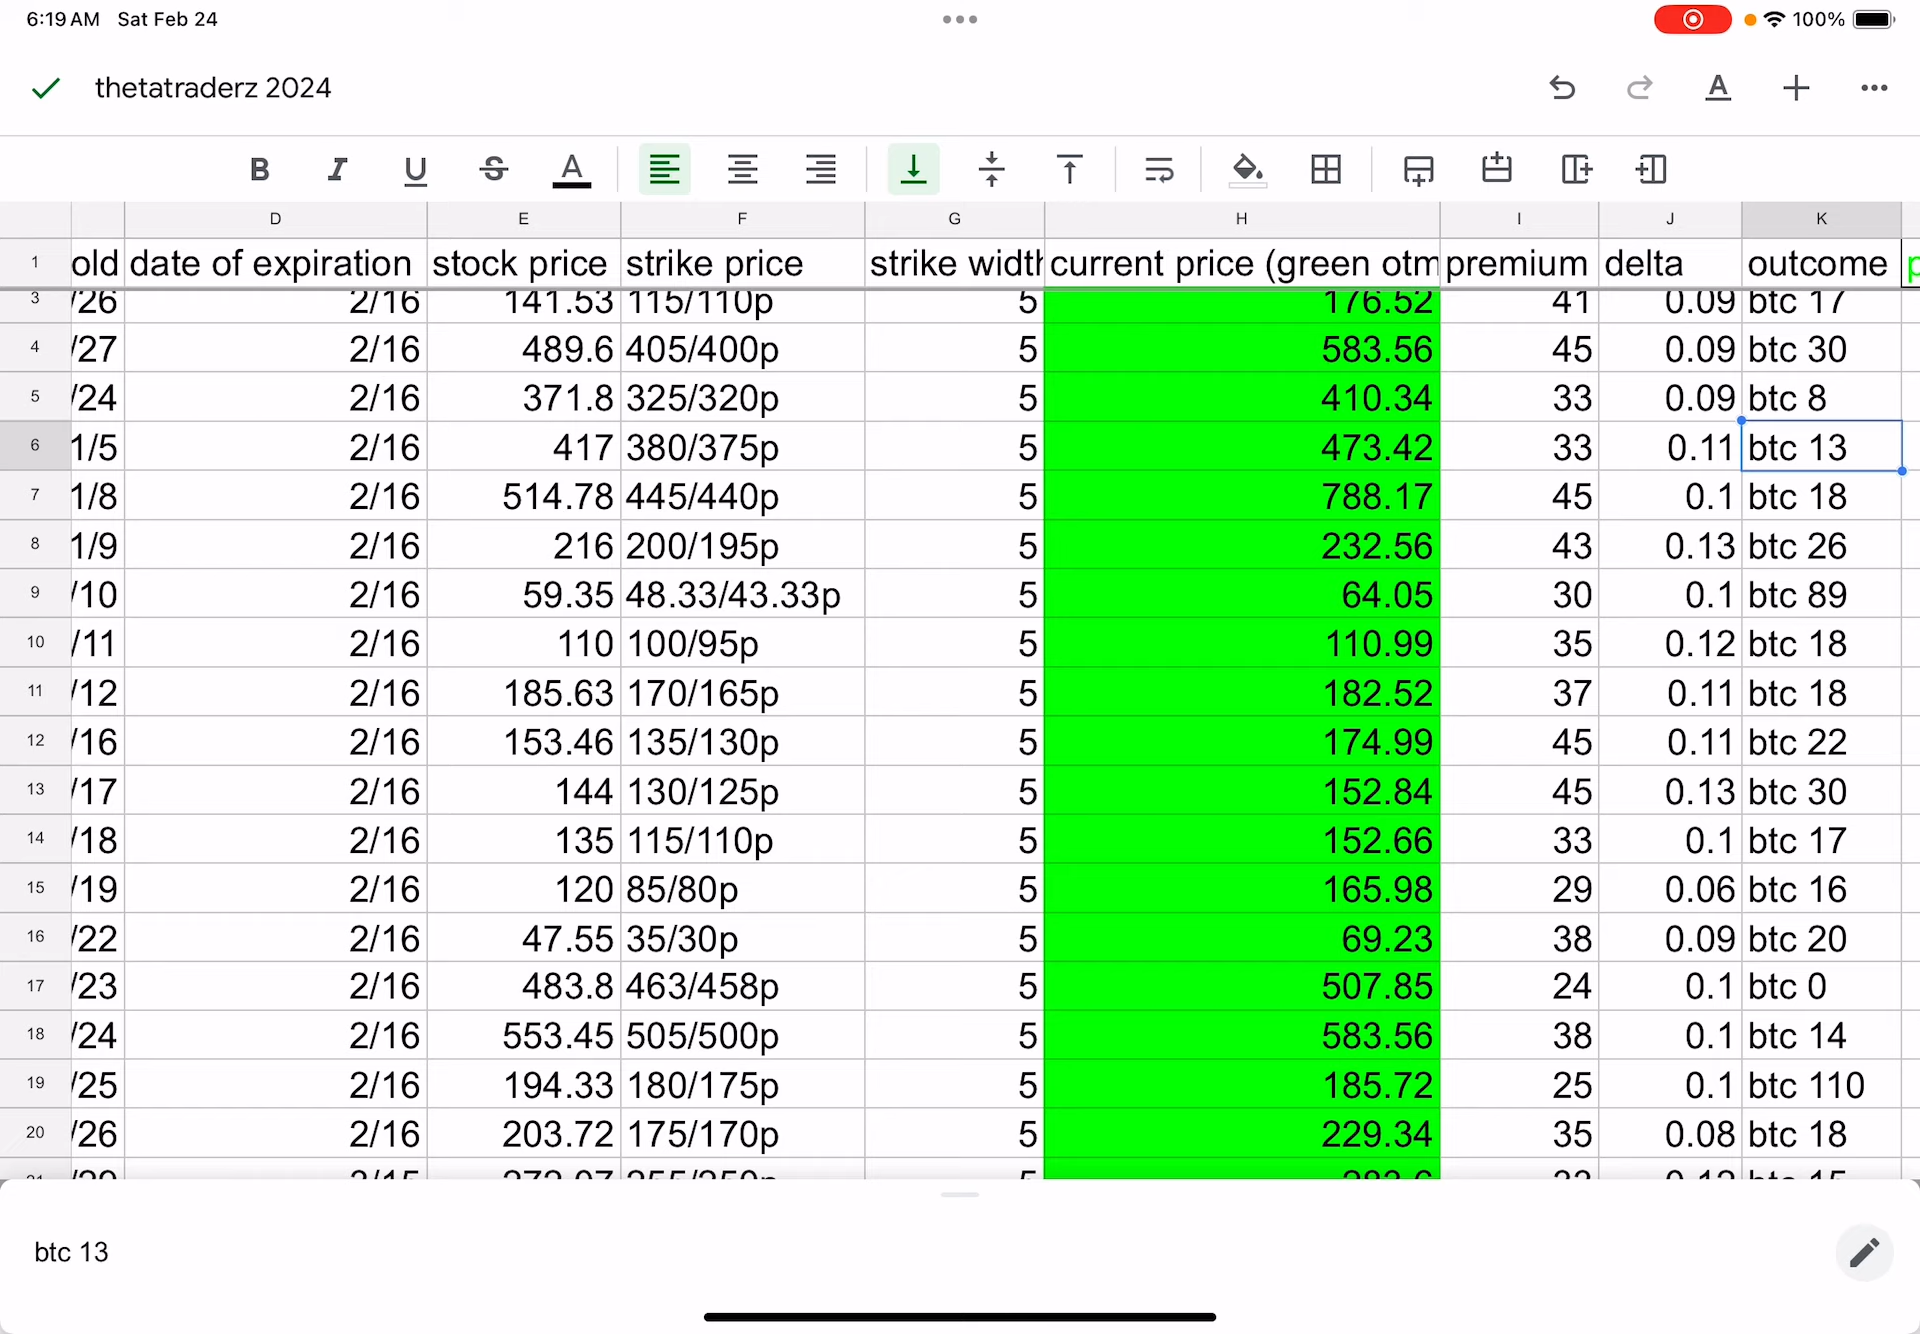 6:19 AM Sat Feb 24
100%
thetatraderz 2024
B I U S A
D E F G H I J K
1 old date of expiration stock price strike price strike width current price (green otm premium delta outcome p
3 /26 2/16 141.53 115/110p 5 176.52 41 0.09 btc 17
4 /27 2/16 489.6 405/400p 5 583.56 45 0.09 btc 30
5 /24 2/16 371.8 325/320p 5 410.34 33 0.09 btc 8
6 1/5 2/16 417 380/375p 5 473.42 33 0.11 btc 13
7 1/8 2/16 514.78 445/440p 5 788.17 45 0.1 btc 18
8 1/9 2/16 216 200/195p 5 232.56 43 0.13 btc 26
9 /10 2/16 59.35 48.33/43.33p 5 64.05 30 0.1 btc 89
10 /11 2/16 110 100/95p 5 110.99 35 0.12 btc 18
11 /12 2/16 185.63 170/165p 5 182.52 37 0.11 btc 18
12 /16 2/16 153.46 135/130p 5 174.99 45 0.11 btc 22
13 /17 2/16 144 130/125p 5 152.84 45 0.13 btc 30
14 /18 2/16 135 115/110p 5 152.66 33 0.1 btc 17
15 /19 2/16 120 85/80p 5 165.98 29 0.06 btc 16
16 /22 2/16 47.55 35/30p 5 69.23 38 0.09 btc 20
17 /23 2/16 483.8 463/458p 5 507.85 24 0.1 btc 0
18 /24 2/16 553.45 505/500p 5 583.56 38 0.1 btc 14
19 /25 2/16 194.33 180/175p 5 185.72 25 0.1 btc 110
20 /26 2/16 203.72 175/170p 5 229.34 35 0.08 btc 18
btc 13